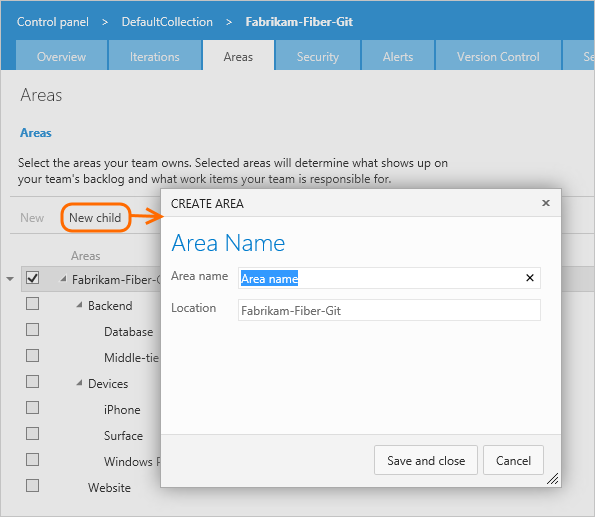 Control panel > DefaultCollection > Fabrikam-Fiber-Git
Overview Iterations Areas Security Alerts Version Control
Areas
Areas
Select the areas your team owns. Selected areas will determine what shows up on
your team's backlog and what work items your team is responsible for.
New New child
CREATE AREA
Area Name
Area name Area name
Location Fabrikam-Fiber-Git
Save and close Cancel
Areas
Fabrikam-Fiber-
Backend
Database
Middle-tie
Devices
iPhone
Surface
Windows
Website